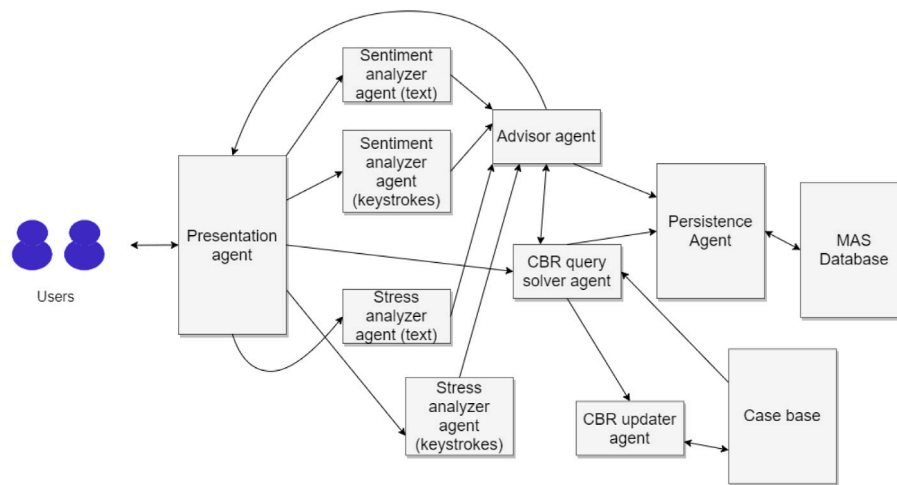 Sentiment
analyzer
agent (text)
Advisor agent
Sentiment
analyzer
agent
(keystrokes)
Presentation
agent
Users
Persistence
Agent
MAS
Database
CBR query
solver agent
Stress
analyzer
agent (text)
Stress
analyzer
agent
(keystrokes)
CBR updater
agent
Case base